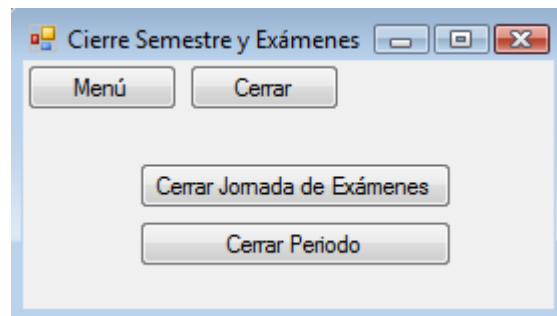 Cierre Semestre y Exámenes
Menú Cerrar
Cerrar Jornada de Exámenes
Cerrar Periodo